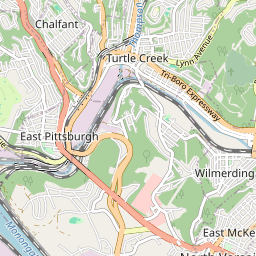 Chalfant
Turtle Creek
Lynn Avenue
Tri-Boro Expressway
East Pittsburgh
Wilmerding
East McKe